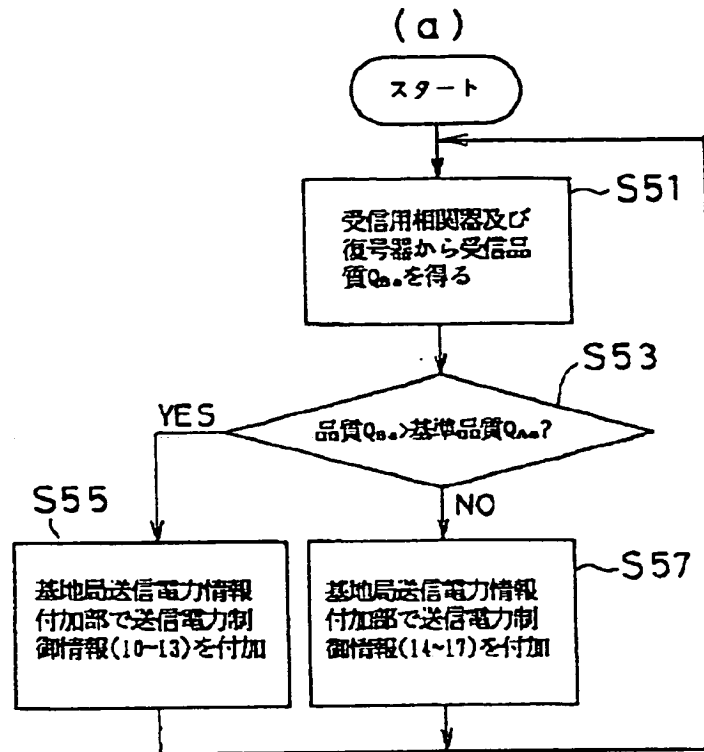 (a)
スタート
S51
受信用相関器及び
復号器から受信品
質QBsを得る
S53
品質QBs>基準品質QAs?
YES
NO
S55
基地局送信電力情報
付加部で送信電力制
御情報(10~13)を付加
S57
基地局送信電力情報
付加部で送信電力制
御情報(14~17)を付加